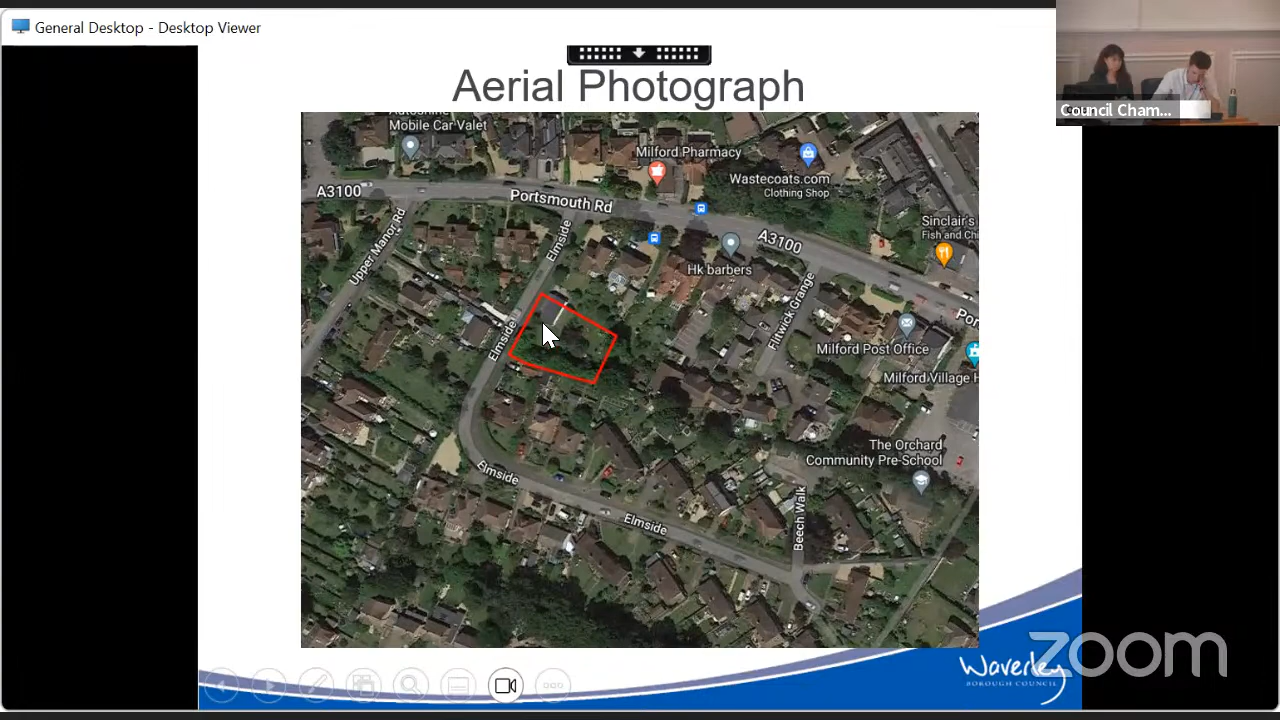 General Desktop - Desktop Viewer
Aerial Photograph
Council Cham...
Mobile Car Valet
Milford Pharmacy
Wastecoats.com
Clothing Shop
A3100
Portsmouth Rd
Upper Manor Rd
Elmside
Sinclair's
Fish and Chi
A3100
Hk barbers
Flitwick Grange
Por
Elmside
Milford Post Office
Milford Village H
The Orchard
Community Pre-School
Elmside
Elmside
Beech Walk
zoom
Waverley
BOROUGH COUNCIL